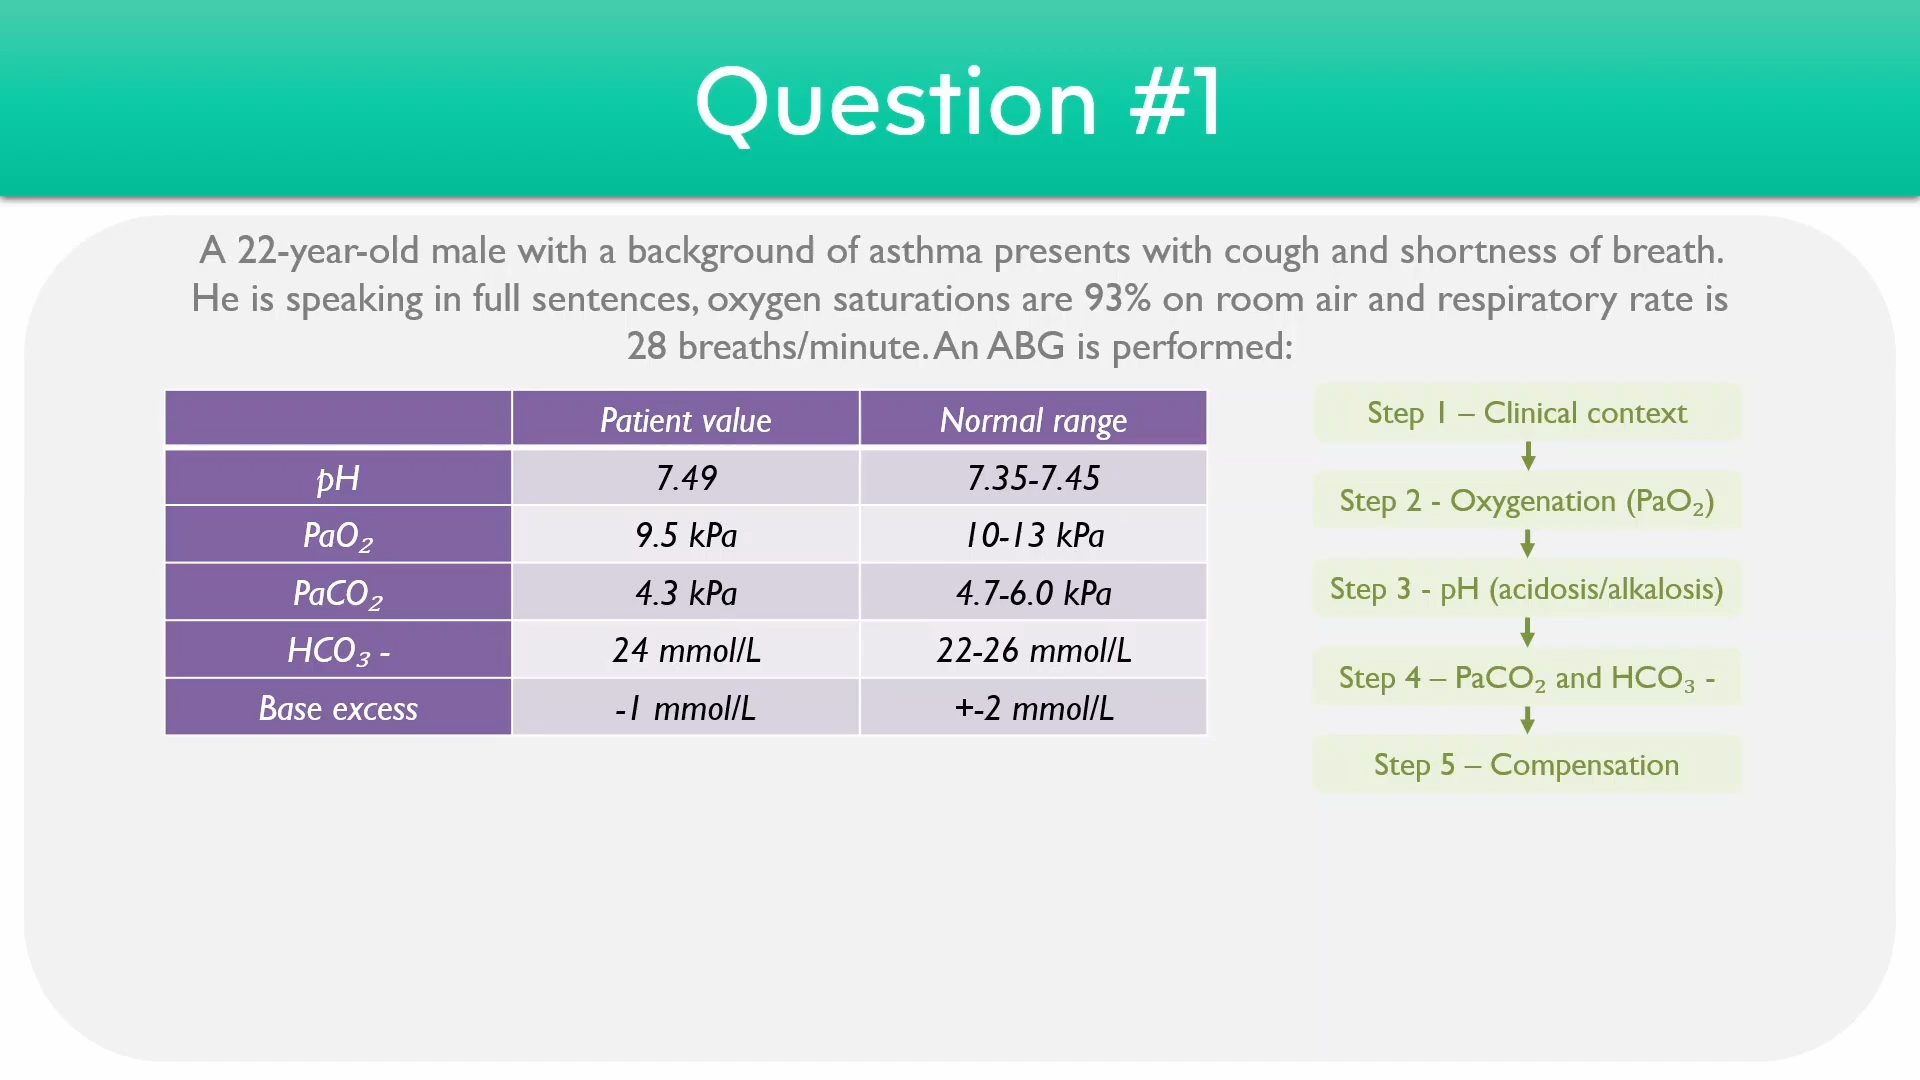 Question #1
A 22-year-old male with a background of asthma presents with cough and shortness of breath.
He is speaking in full sentences, oxygen saturations are 93% on room air and respiratory rate is
28 breaths/minute. An ABG is performed:
Patient value Normal range
pH 7.49 7.35-7.45
PaO₂ 9.5 kPa 10-13 kPa
PaCO₂ 4.3 kPa 4.7-6.0 kPa
HCO₃ - 24 mmol/L 22-26 mmol/L
Base excess -1 mmol/L +-2 mmol/L
Step 1 – Clinical context
Step 2 - Oxygenation (PaO₂)
Step 3 - pH (acidosis/alkalosis)
Step 4 – PaCO₂ and HCO₃ -
Step 5 – Compensation